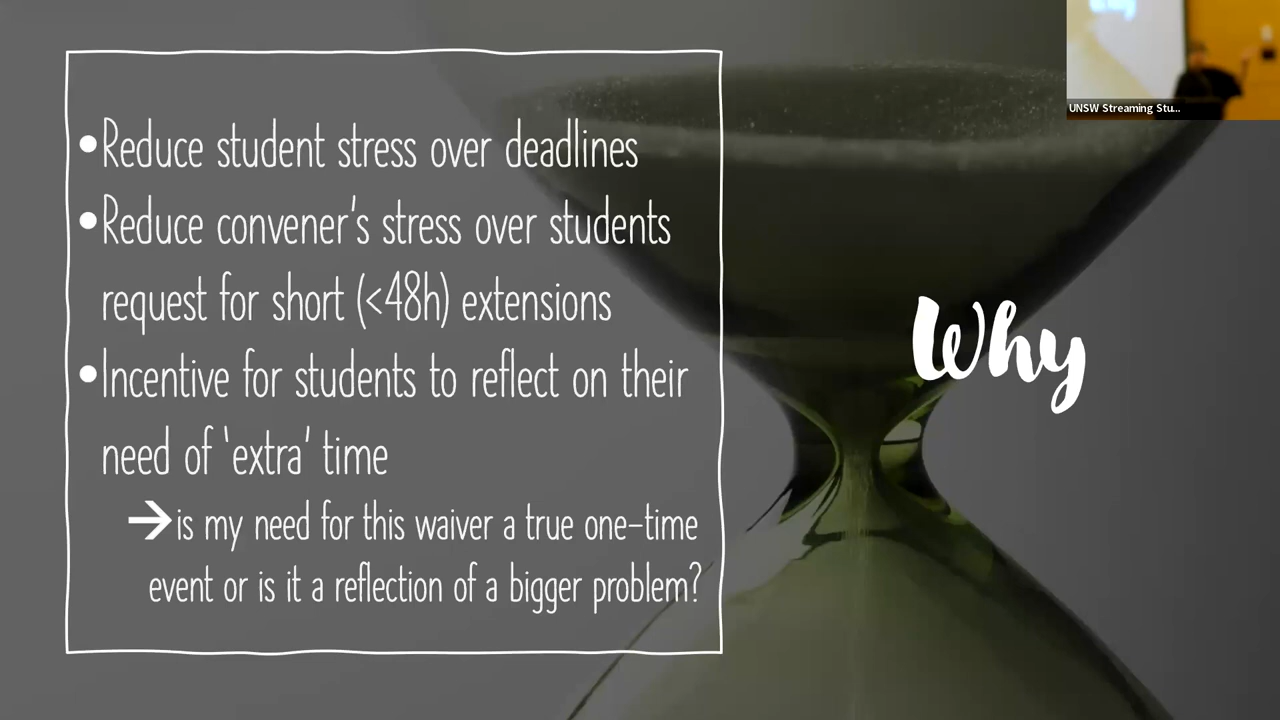 •Reduce student stress over deadlines
•Reduce convener's stress over students
request for short (<48h) extensions
•Incentive for students to reflect on their
need of 'extra' time
→is my need for this waiver a true one-time
event or is it a reflection of a bigger problem?
Why
UNSW Streaming Stu...